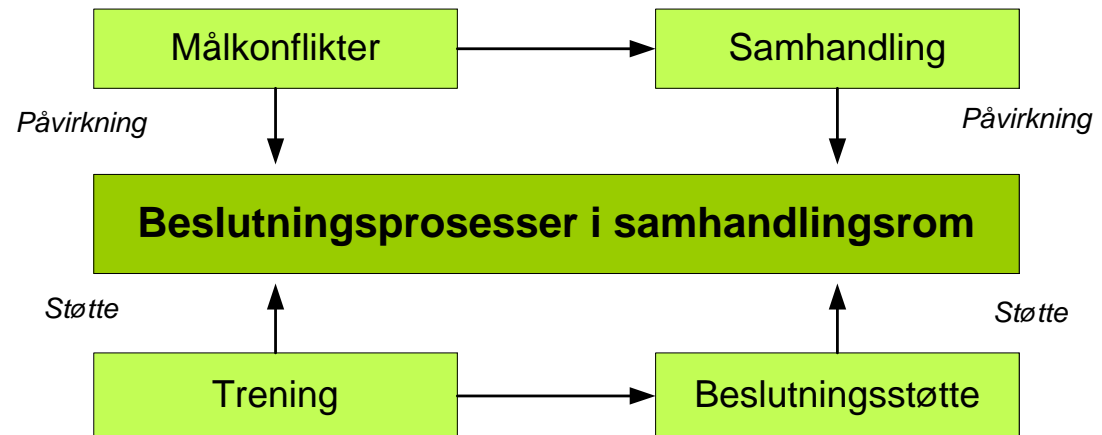 Målkonflikter
Samhandling
Påvirkning
Påvirkning
Beslutningsprosesser i samhandlingsrom
Støtte
Støtte
Trening
Beslutningsstøtte